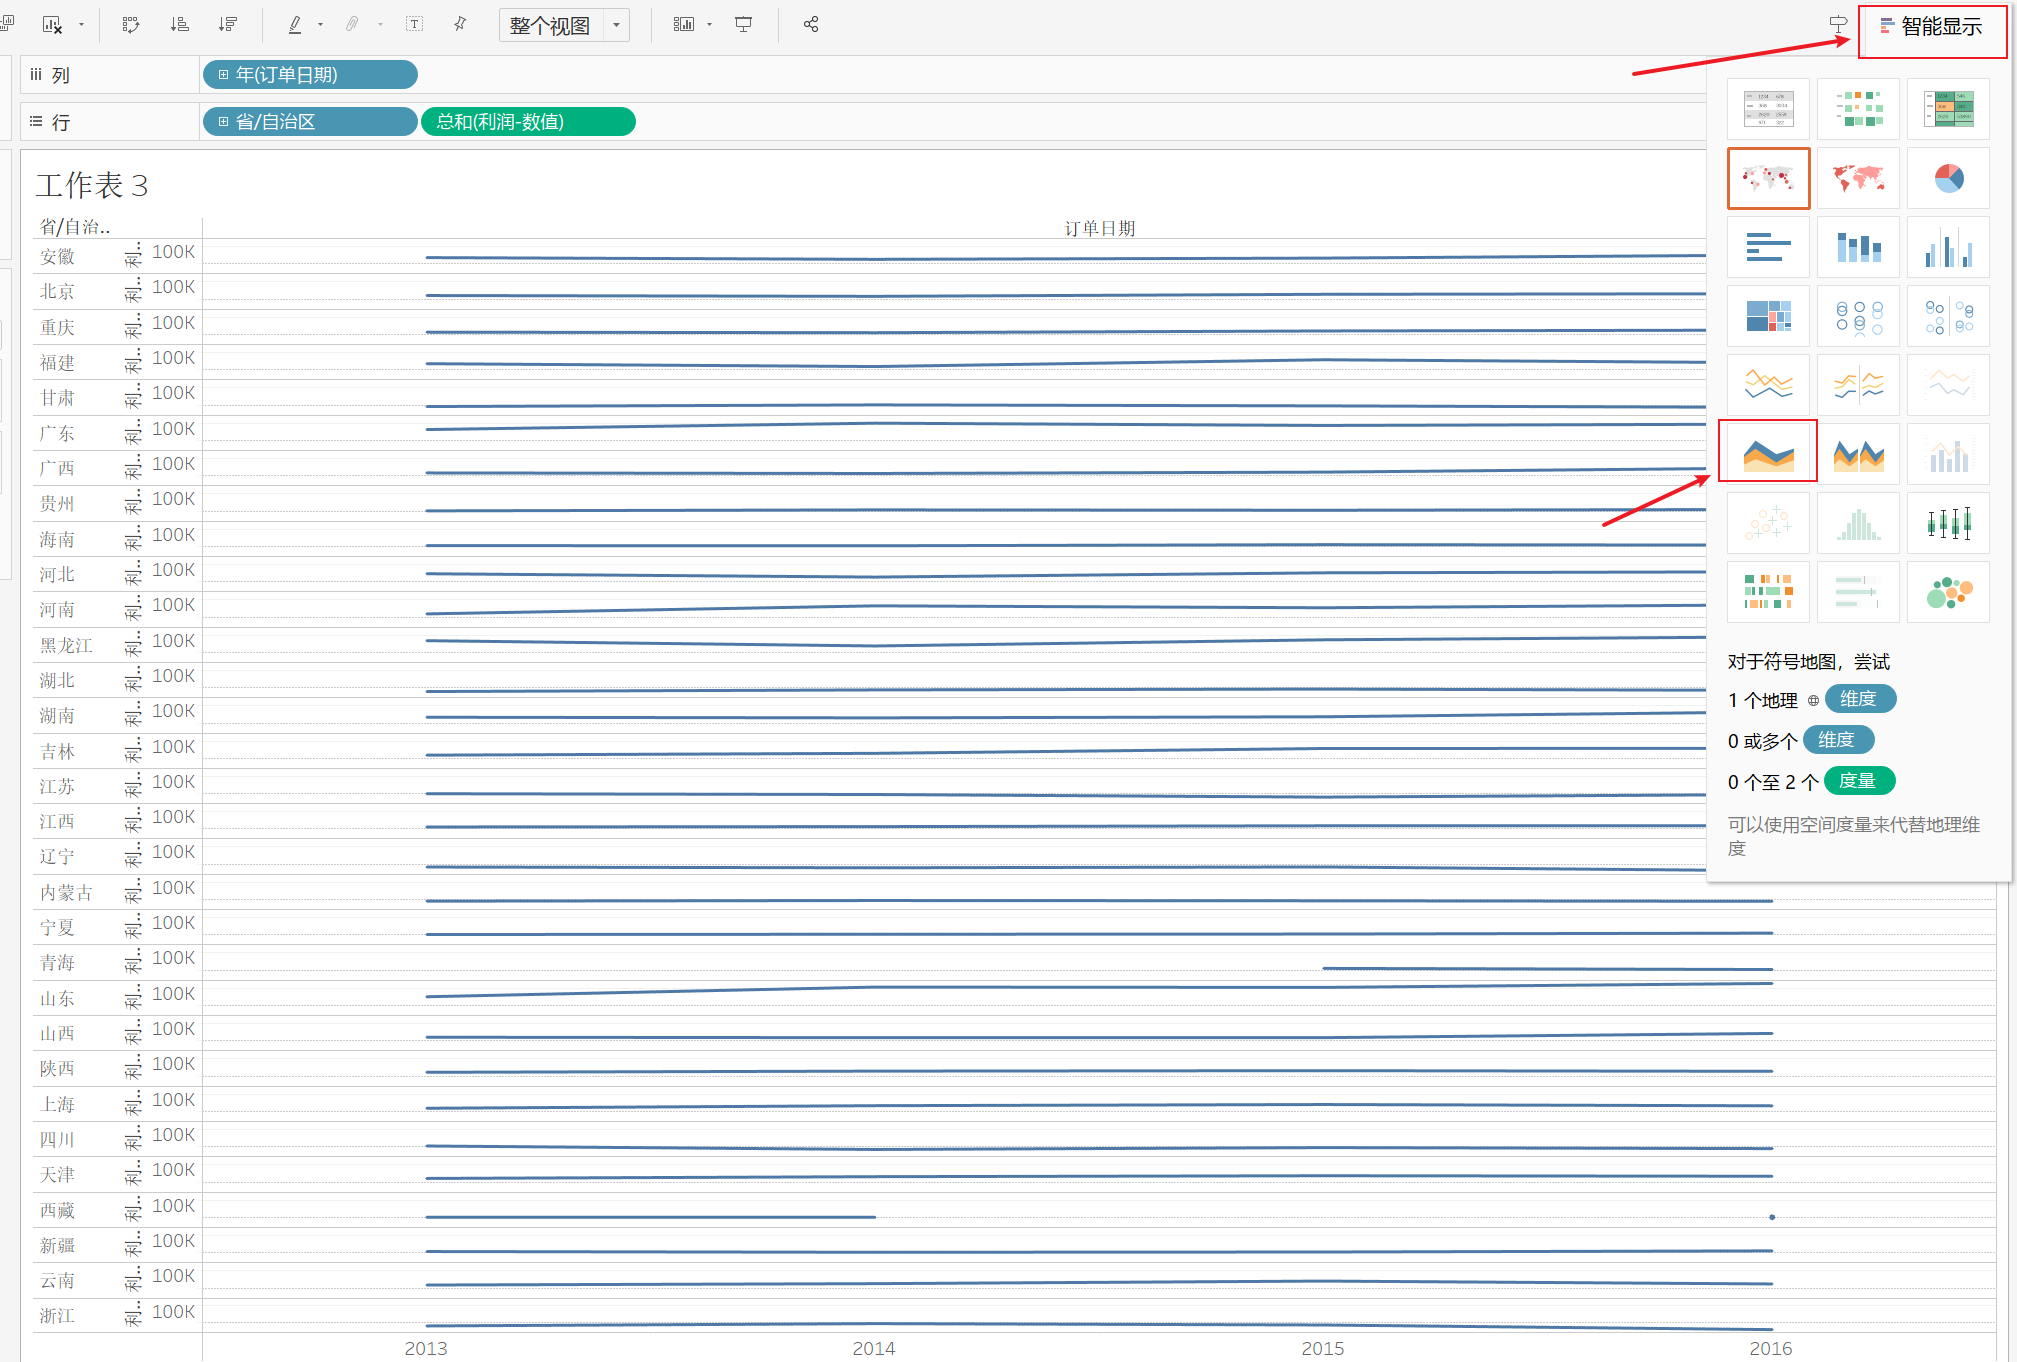 整个视图
智能显示
列 年(订单日期)
行 省/自治区 总和(利润-数值)
工作表 3
省/自治..
订单日期
安徽 利.. 100K
北京 利.. 100K
重庆 利.. 100K
福建 利.. 100K
甘肃 利.. 100K
广东 利.. 100K
广西 利.. 100K
贵州 利.. 100K
海南 利.. 100K
河北 利.. 100K
河南 利.. 100K
黑龙江 利.. 100K
湖北 利.. 100K
湖南 利.. 100K
吉林 利.. 100K
江苏 利.. 100K
江西 利.. 100K
辽宁 利.. 100K
内蒙古 利.. 100K
宁夏 利.. 100K
青海 利.. 100K
山东 利.. 100K
山西 利.. 100K
陕西 利.. 100K
上海 利.. 100K
四川 利.. 100K
天津 利.. 100K
西藏 利.. 100K
新疆 利.. 100K
云南 利.. 100K
浙江 利.. 100K
2013 2014 2015 2016
对于符号地图，尝试
1 个地理 维度
0 或多个 维度
0 个至 2 个 度量
可以使用空间度量来代替地理维
度